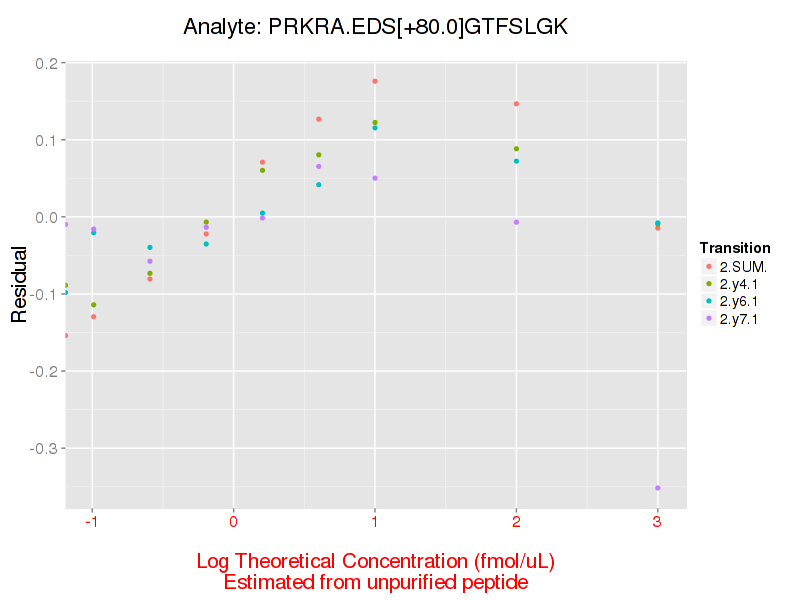 Analyte: PRKRA.EDS[+80.0]GTFSLGK
0.2
0.1
0.0
-0.1
-0.2
-0.3
Residual
-1 0 1 2 3
Log Theoretical Concentration (fmol/uL)
Estimated from unpurified peptide
Transition
2.SUM.
2.y4.1
2.y6.1
2.y7.1